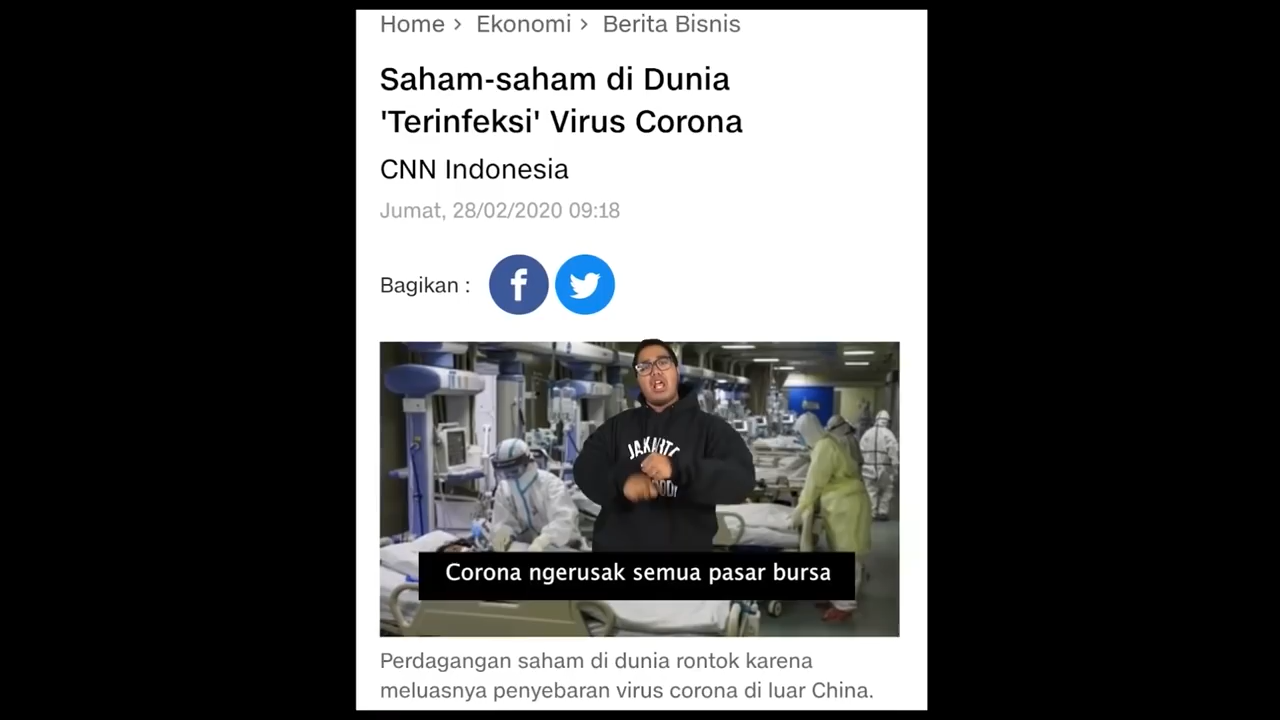 Home > Ekonomi > Berita Bisnis
Saham-saham di Dunia
'Terinfeksi' Virus Corona
CNN Indonesia
Jumat, 28/02/2020 09:18
Bagikan :
JAKARTA
Corona ngerusak semua pasar bursa
Perdagangan saham di dunia rontok karena
meluasnya penyebaran virus corona di luar China.